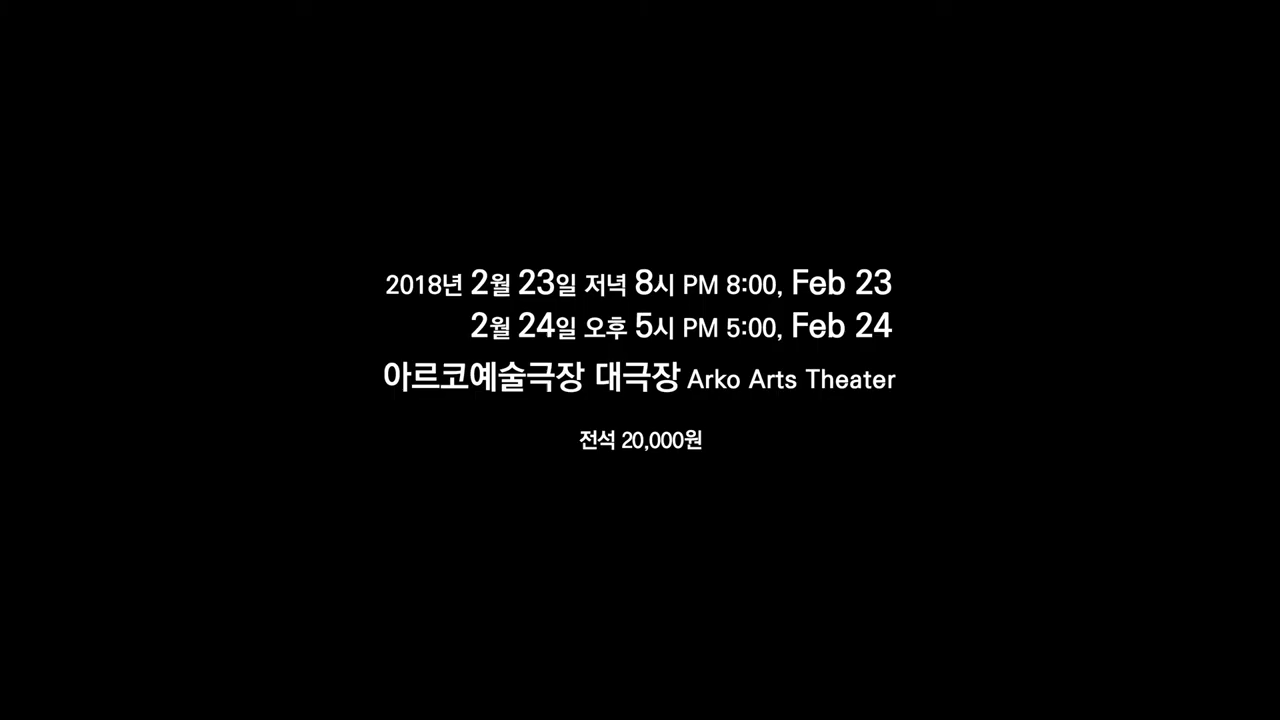 2018년 2월 23일 저녁 8시 PM 8:00, Feb 23
2월 24일 오후 5시 PM 5:00, Feb 24
아르코예술극장 대극장 Arko Arts Theater
전석 20,000원